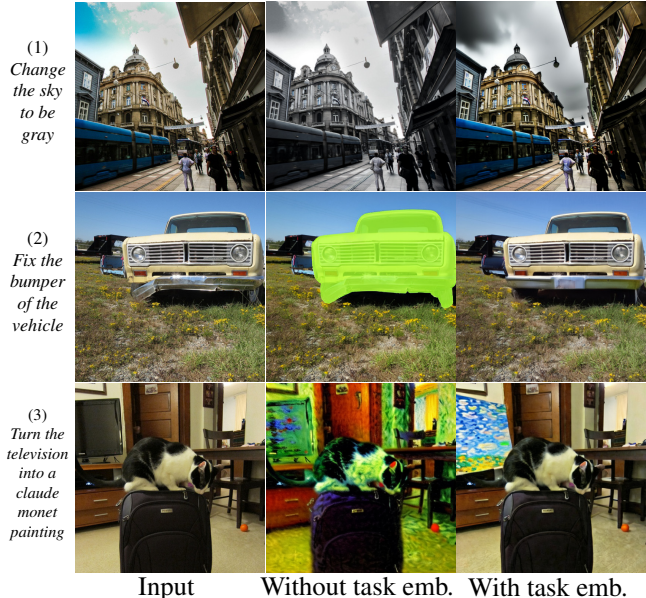 (1)
Change
the sky
to be
gray
(2)
Fix the
bumper
of the
vehicle
(3)
Turn the
television
into a
claude
monet
painting
Input Without task emb. With task emb.